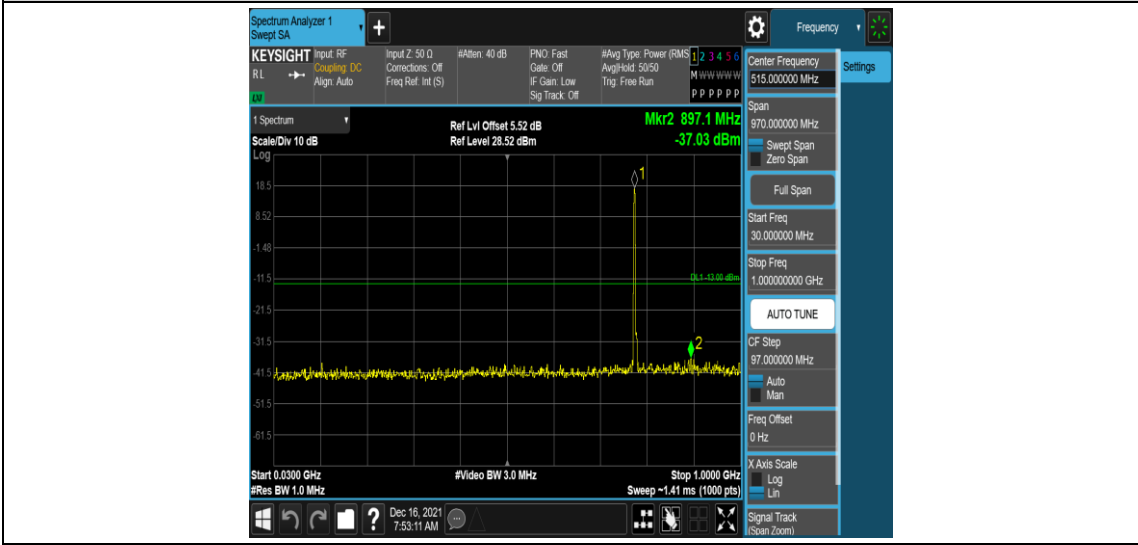 Spectrum Analyzer 1
Swept SA
+
Frequency
KEYSIGHT
RL
LM
Input: RF
Coupling: DC
Align: Auto
Input Z: 50 Ω
Corrections: Off
Freq Ref: Int (S)
#Atten: 40 dB
PNO: Fast
Gate: Off
IF Gain: Low
Sig Track: Off
#Avg Type: Power (RMS
Avg|Hold: 50/50
Trig: Free Run
1 2 3 4 5 6
M W W W W W
P P P P P P
1 Spectrum
Scale/Div 10 dB
Log
Ref Lvl Offset 5.52 dB
Ref Level 28.52 dBm
Mkr2 897.1 MHz
-37.03 dBm
1
18.5
8.52
-1.48
-11.5
DL1 -13.00 dBm
-21.5
-31.5
2
-41.5
-51.5
-61.5
Start 0.0300 GHz
#Video BW 3.0 MHz
Stop 1.0000 GHz
#Res BW 1.0 MHz
Sweep ~1.41 ms (1000 pts)
?
Dec 16, 2021
7:53:11 AM
Center Frequency
515.000000 MHz
Settings
Span
970.000000 MHz
Swept Span
Zero Span
Full Span
Start Freq
30.000000 MHz
Stop Freq
1.000000000 GHz
AUTO TUNE
CF Step
97.000000 MHz
Auto
Man
Freq Offset
0 Hz
X Axis Scale
Log
Lin
Signal Track
(Span Zoom)